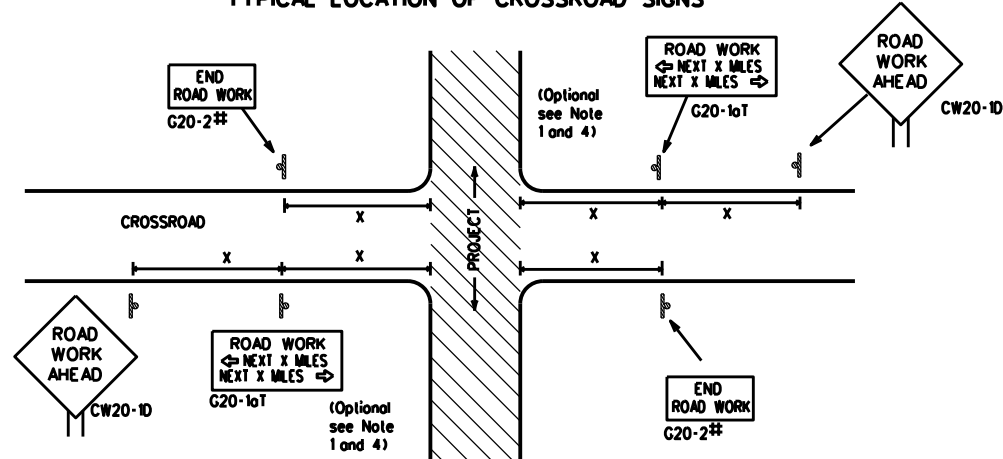 TYPICAL LOCATION OF CROSSROAD SIGNS
END
ROAD WORK
G20-2#
(Optional
see Note
1 and 4)
ROAD WORK
⇦ NEXT X MILES
NEXT X MILES ⇨
G20-1aT
ROAD
WORK
AHEAD
CW20-1D
X
X
X
CROSSROAD
PROJECT
X
X
X
ROAD
WORK
AHEAD
CW20-1D
ROAD WORK
⇦ NEXT X MILES
NEXT X MILES ⇨
G20-1aT
(Optional
see Note
1 and 4)
END
ROAD WORK
G20-2#